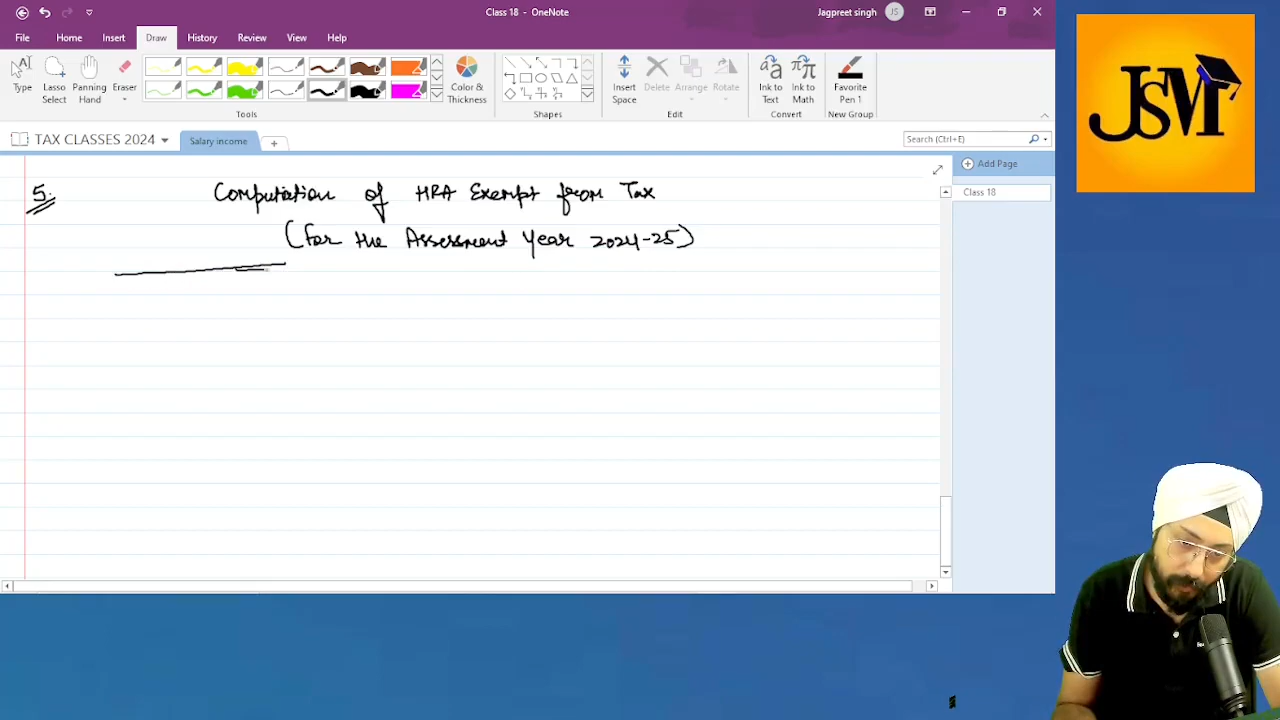 Class 18 - OneNote
Jagpreet singh
JS
File
Home
Insert
Draw
History
Review
View
Help
Type
Lasso Select
Panning Hand
Eraser
Color & Thickness
Insert Space
Delete
Arrange
Rotate
Ink to Text
Ink to Math
Favorite Pen 1
Tools
Shapes
Edit
Convert
New Group
TAX CLASSES 2024
Salary income
Search (Ctrl+E)
Add Page
Class 18
5.
Computation of HRA Exempt from Tax
(For the Assessment Year 2024-25)
JSM